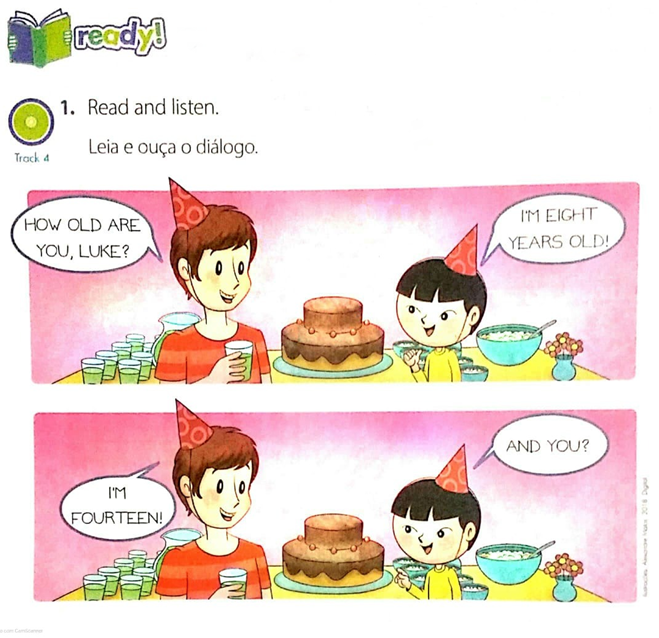 ready!
1. Read and listen.
Track 4
Leia e ouça o diálogo.
HOW OLD ARE
YOU, LUKE?
I'M EIGHT
YEARS OLD!
AND YOU?
I'M
FOURTEEN!